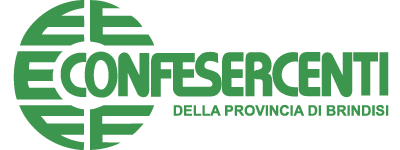 CONFESERCENTI
DELLA PROVINCIA DI BRINDISI